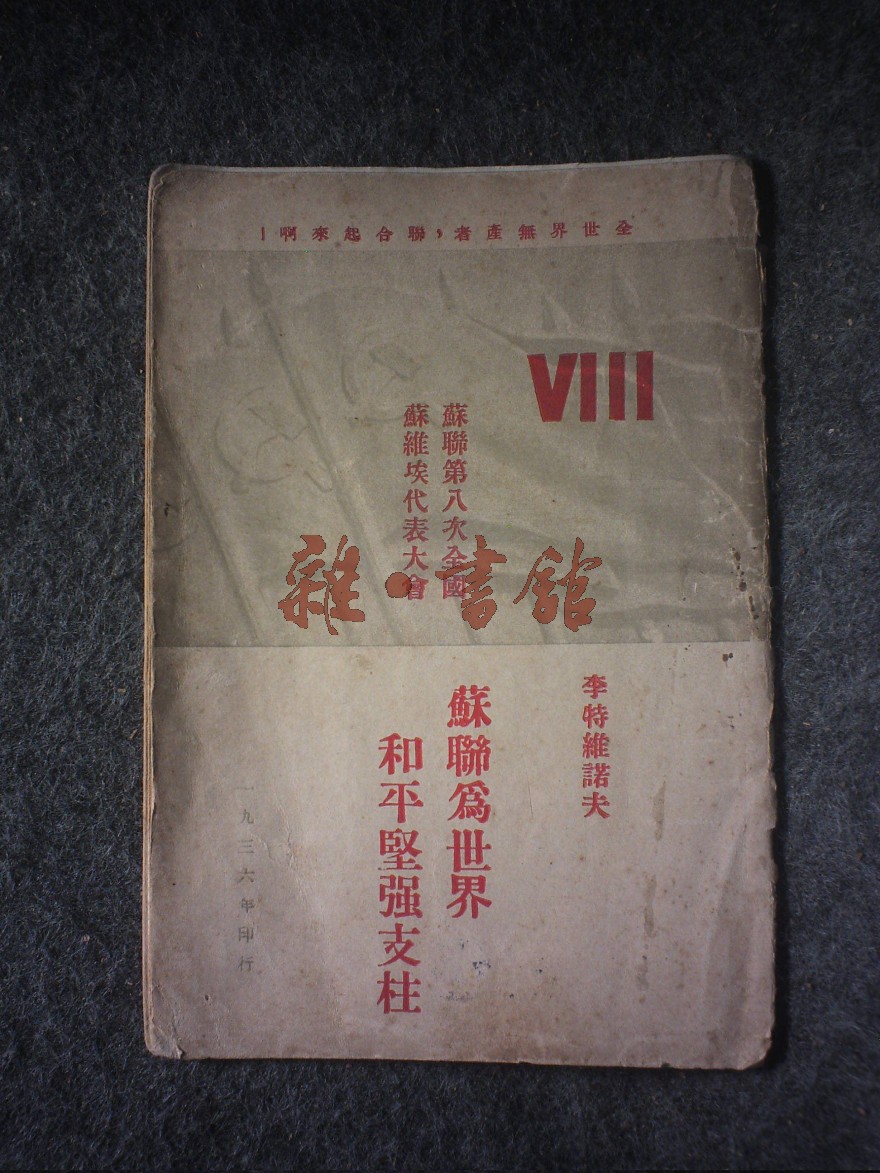 全世界無產者，聯合起來啊！
VIII
蘇聯第八次全國
蘇維埃代表大會
雜·書館
李特維諾夫
蘇聯爲世界
和平堅强支柱
一九三六年印行